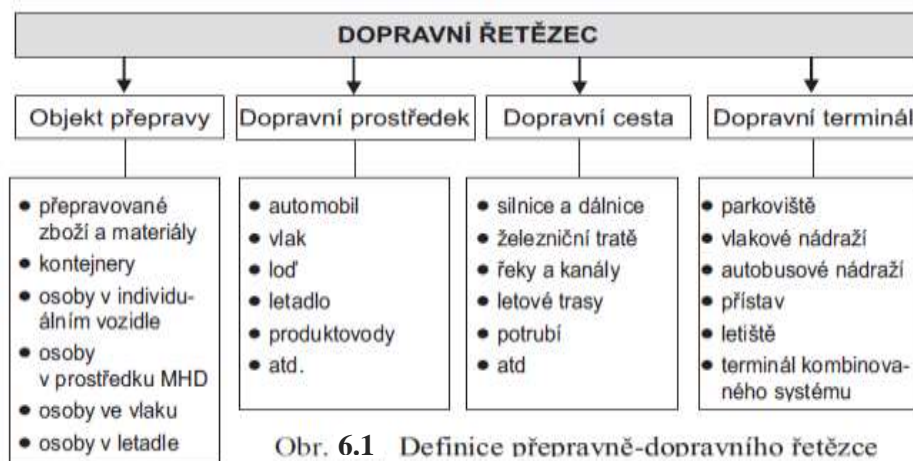 DOPRAVNÍ ŘETĚZEC
Objekt přepravy
• přepravované
zboží a materiály
• kontejnery
• osoby v individu-
álním vozidle
• osoby
v prostředku MHD
• osoby ve vlaku
• osoby v letadle
Dopravní prostředek
• automobil
• vlak
• loď
• letadlo
• produktovody
• atd.
Dopravní cesta
• silnice a dálnice
• železniční tratě
• řeky a kanály
• letové trasy
• potrubí
• atd
Dopravní terminál
• parkoviště
• vlakové nádraží
• autobusové nádraží
• přístav
• letiště
• terminál kombinova-
ného systému
Obr. 6.1 Definice přepravně-dopravního řetězce